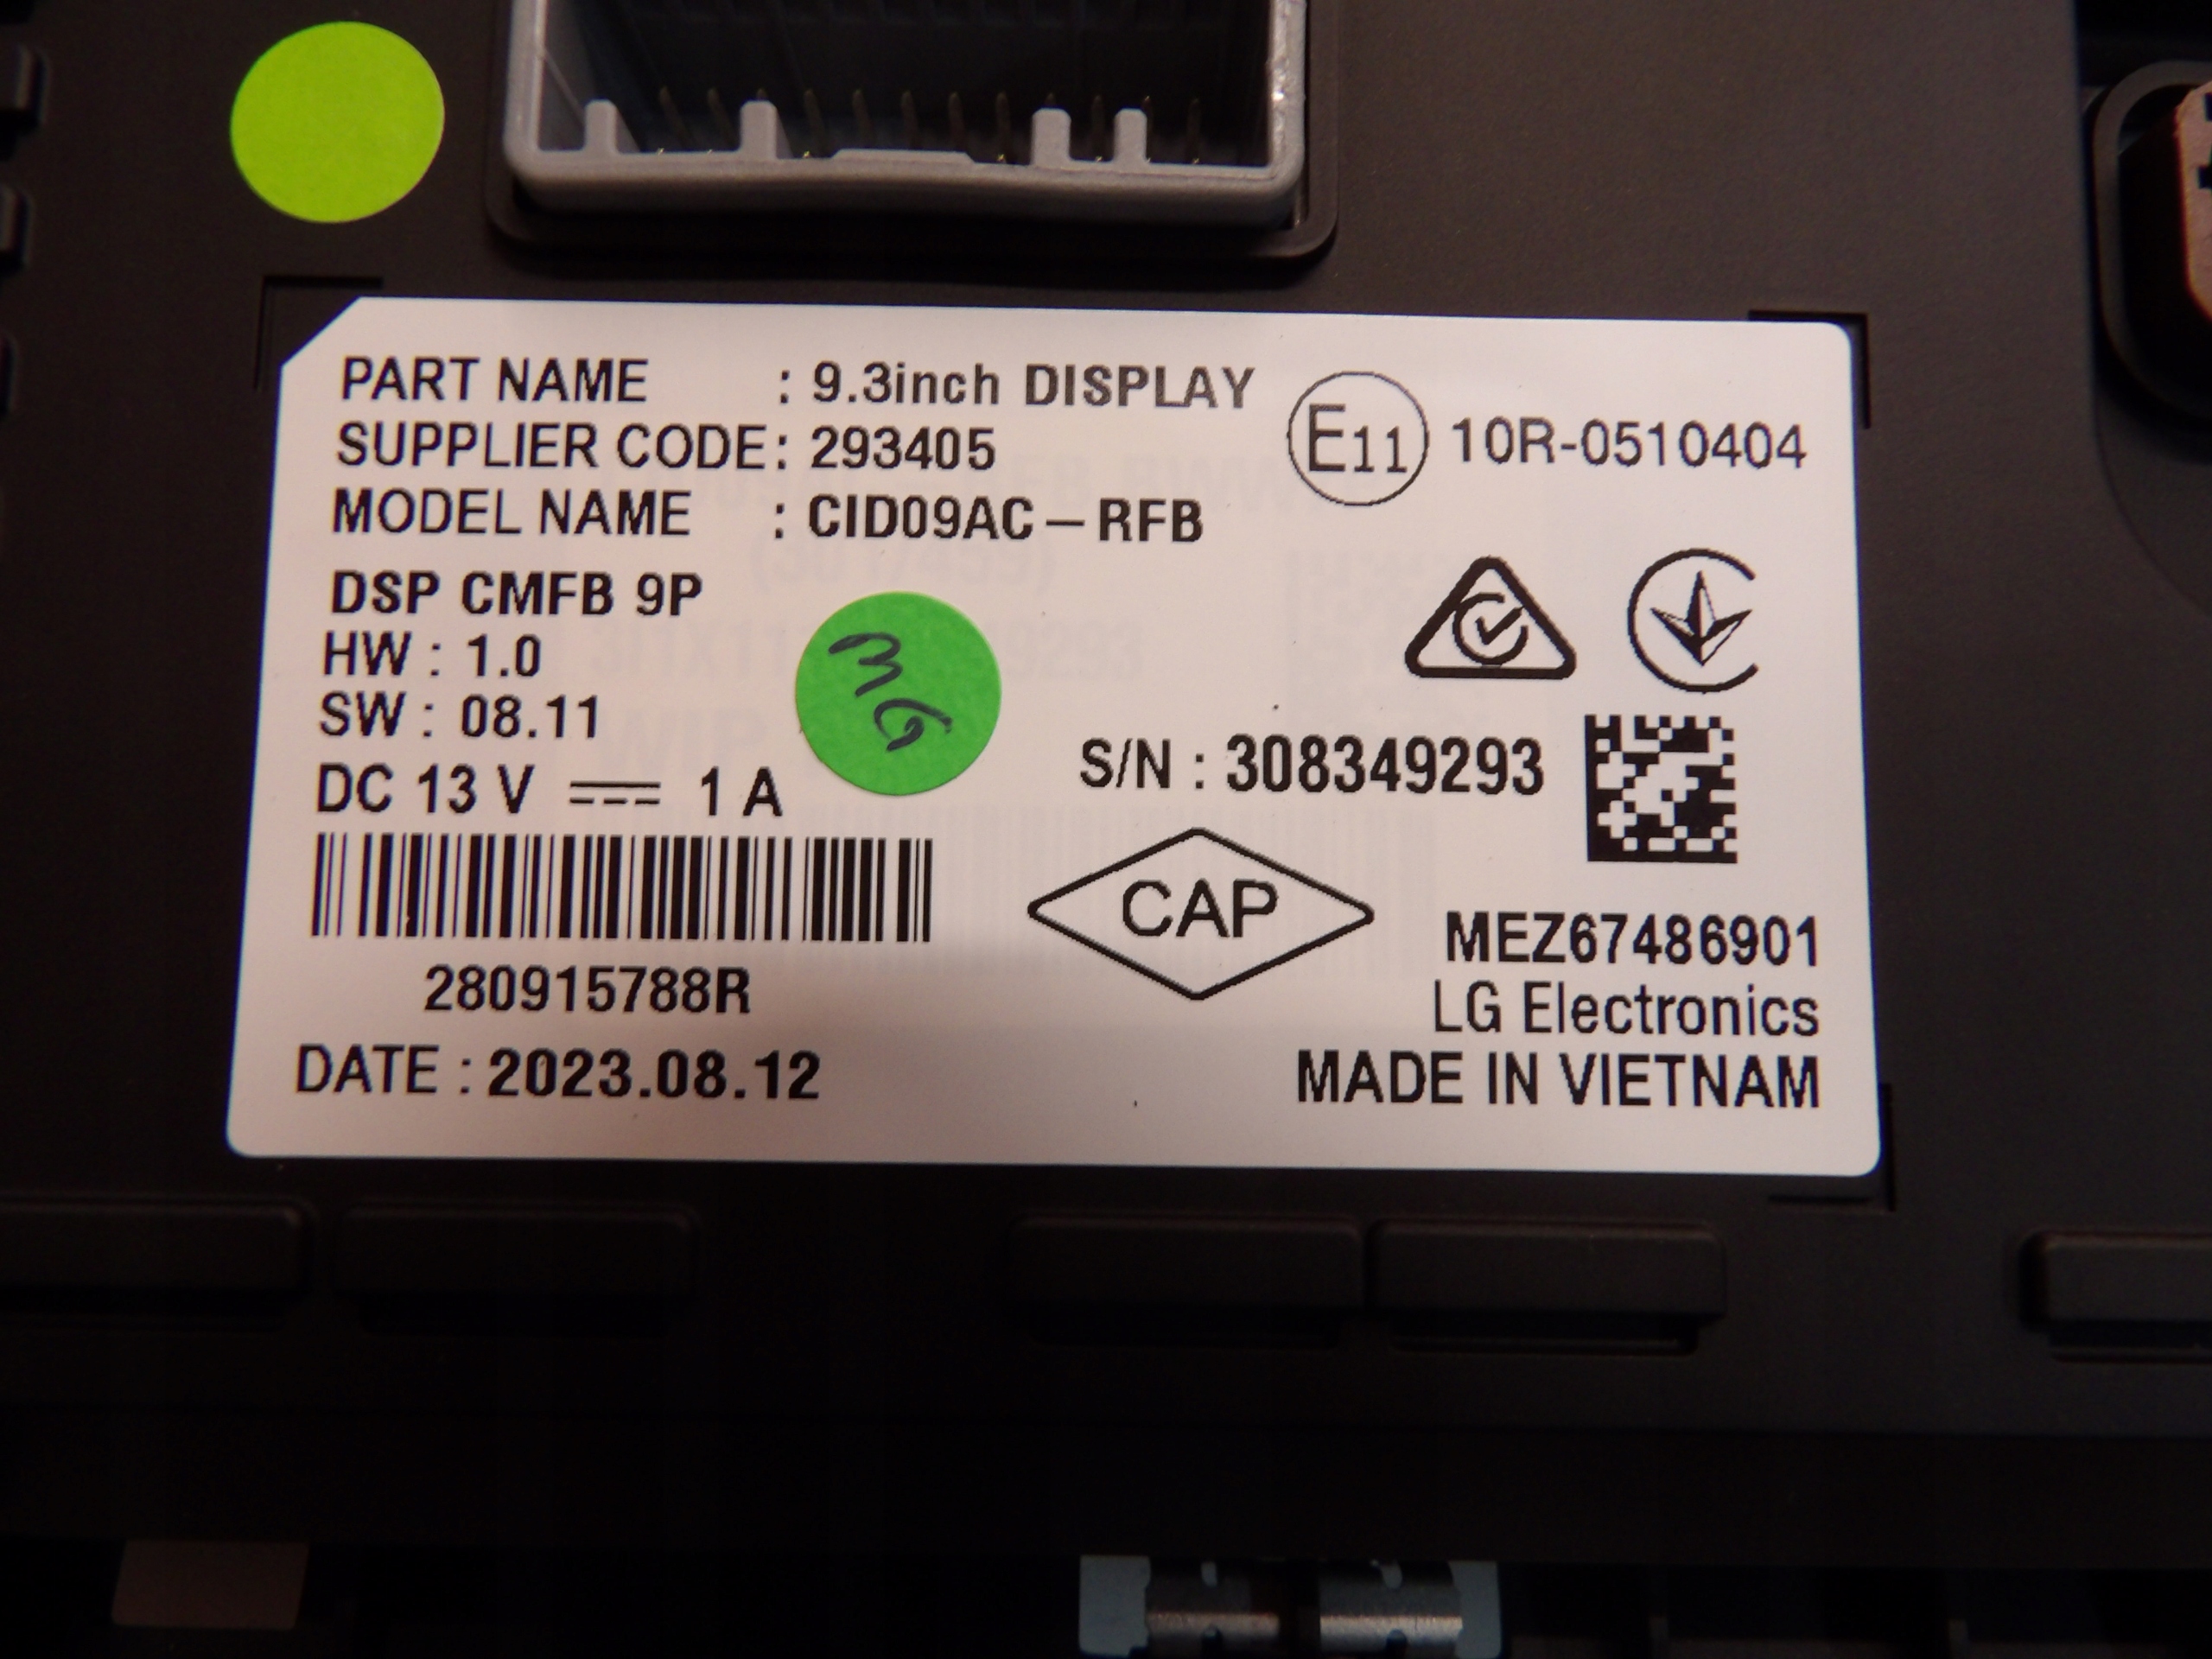 PART NAME : 9.3inch DISPLAY
SUPPLIER CODE : 293405
MODEL NAME : CID09AC-RFB
E11 10R-0510404
DSP CMFB 9P
HW : 1.0
SW : 08.11
DC 13 V ⎓ 1 A
MG
S/N : 308349293
280915788R
CAP
DATE : 2023.08.12
MEZ67486901
LG Electronics
MADE IN VIETNAM